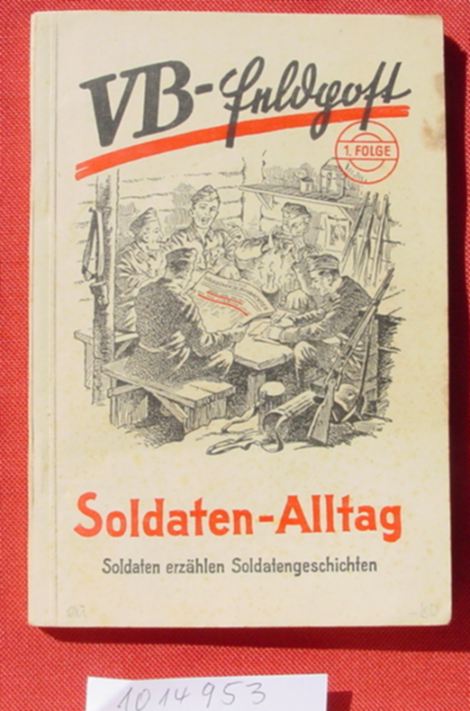 VB-Feldpost
1. FOLGE
Soldaten-Alltag
Soldaten erzählen Soldatengeschichten
1014953